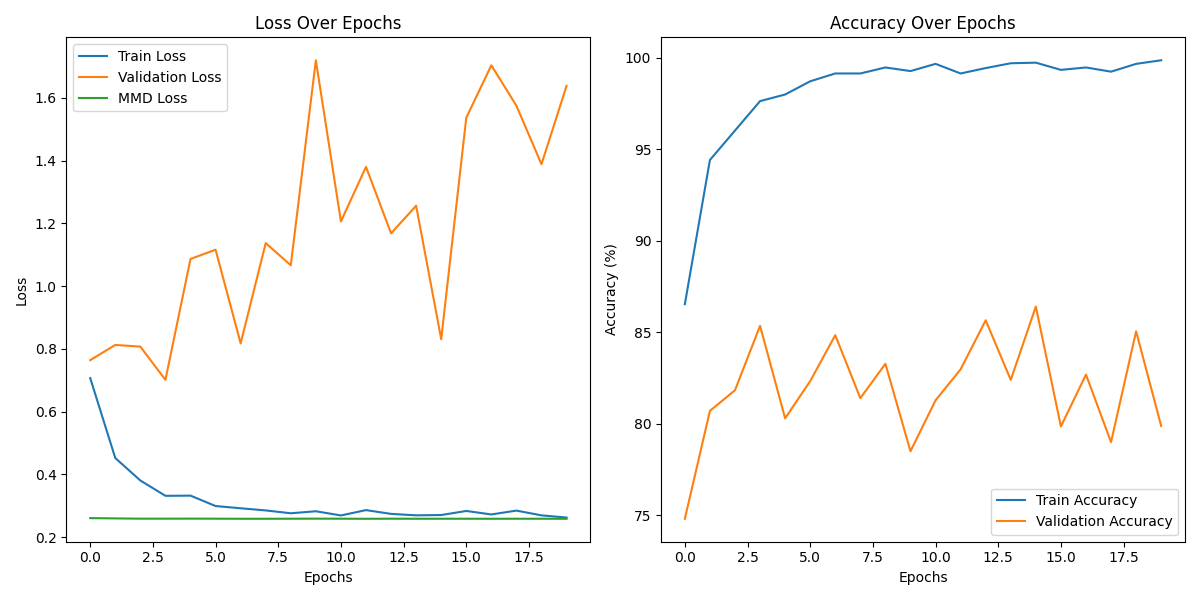 Loss Over Epochs
Train Loss
Validation Loss
MMD Loss
Loss
1.6
1.4
1.2
1.0
0.8
0.6
0.4
0.2
0.0 2.5 5.0 7.5 10.0 12.5 15.0 17.5
Epochs
Accuracy Over Epochs
Accuracy (%)
100
95
90
85
80
75
Train Accuracy
Validation Accuracy
0.0 2.5 5.0 7.5 10.0 12.5 15.0 17.5
Epochs